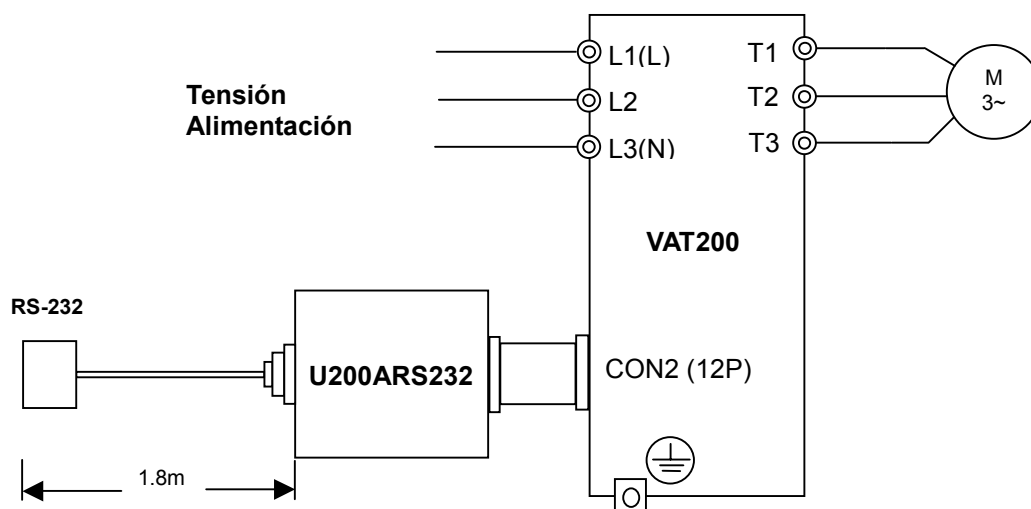 L1(L)
T1
M
3~
Tensión
Alimentación
L2
T2
L3(N)
T3
VAT200
RS-232
U200ARS232
CON2 (12P)
1.8m